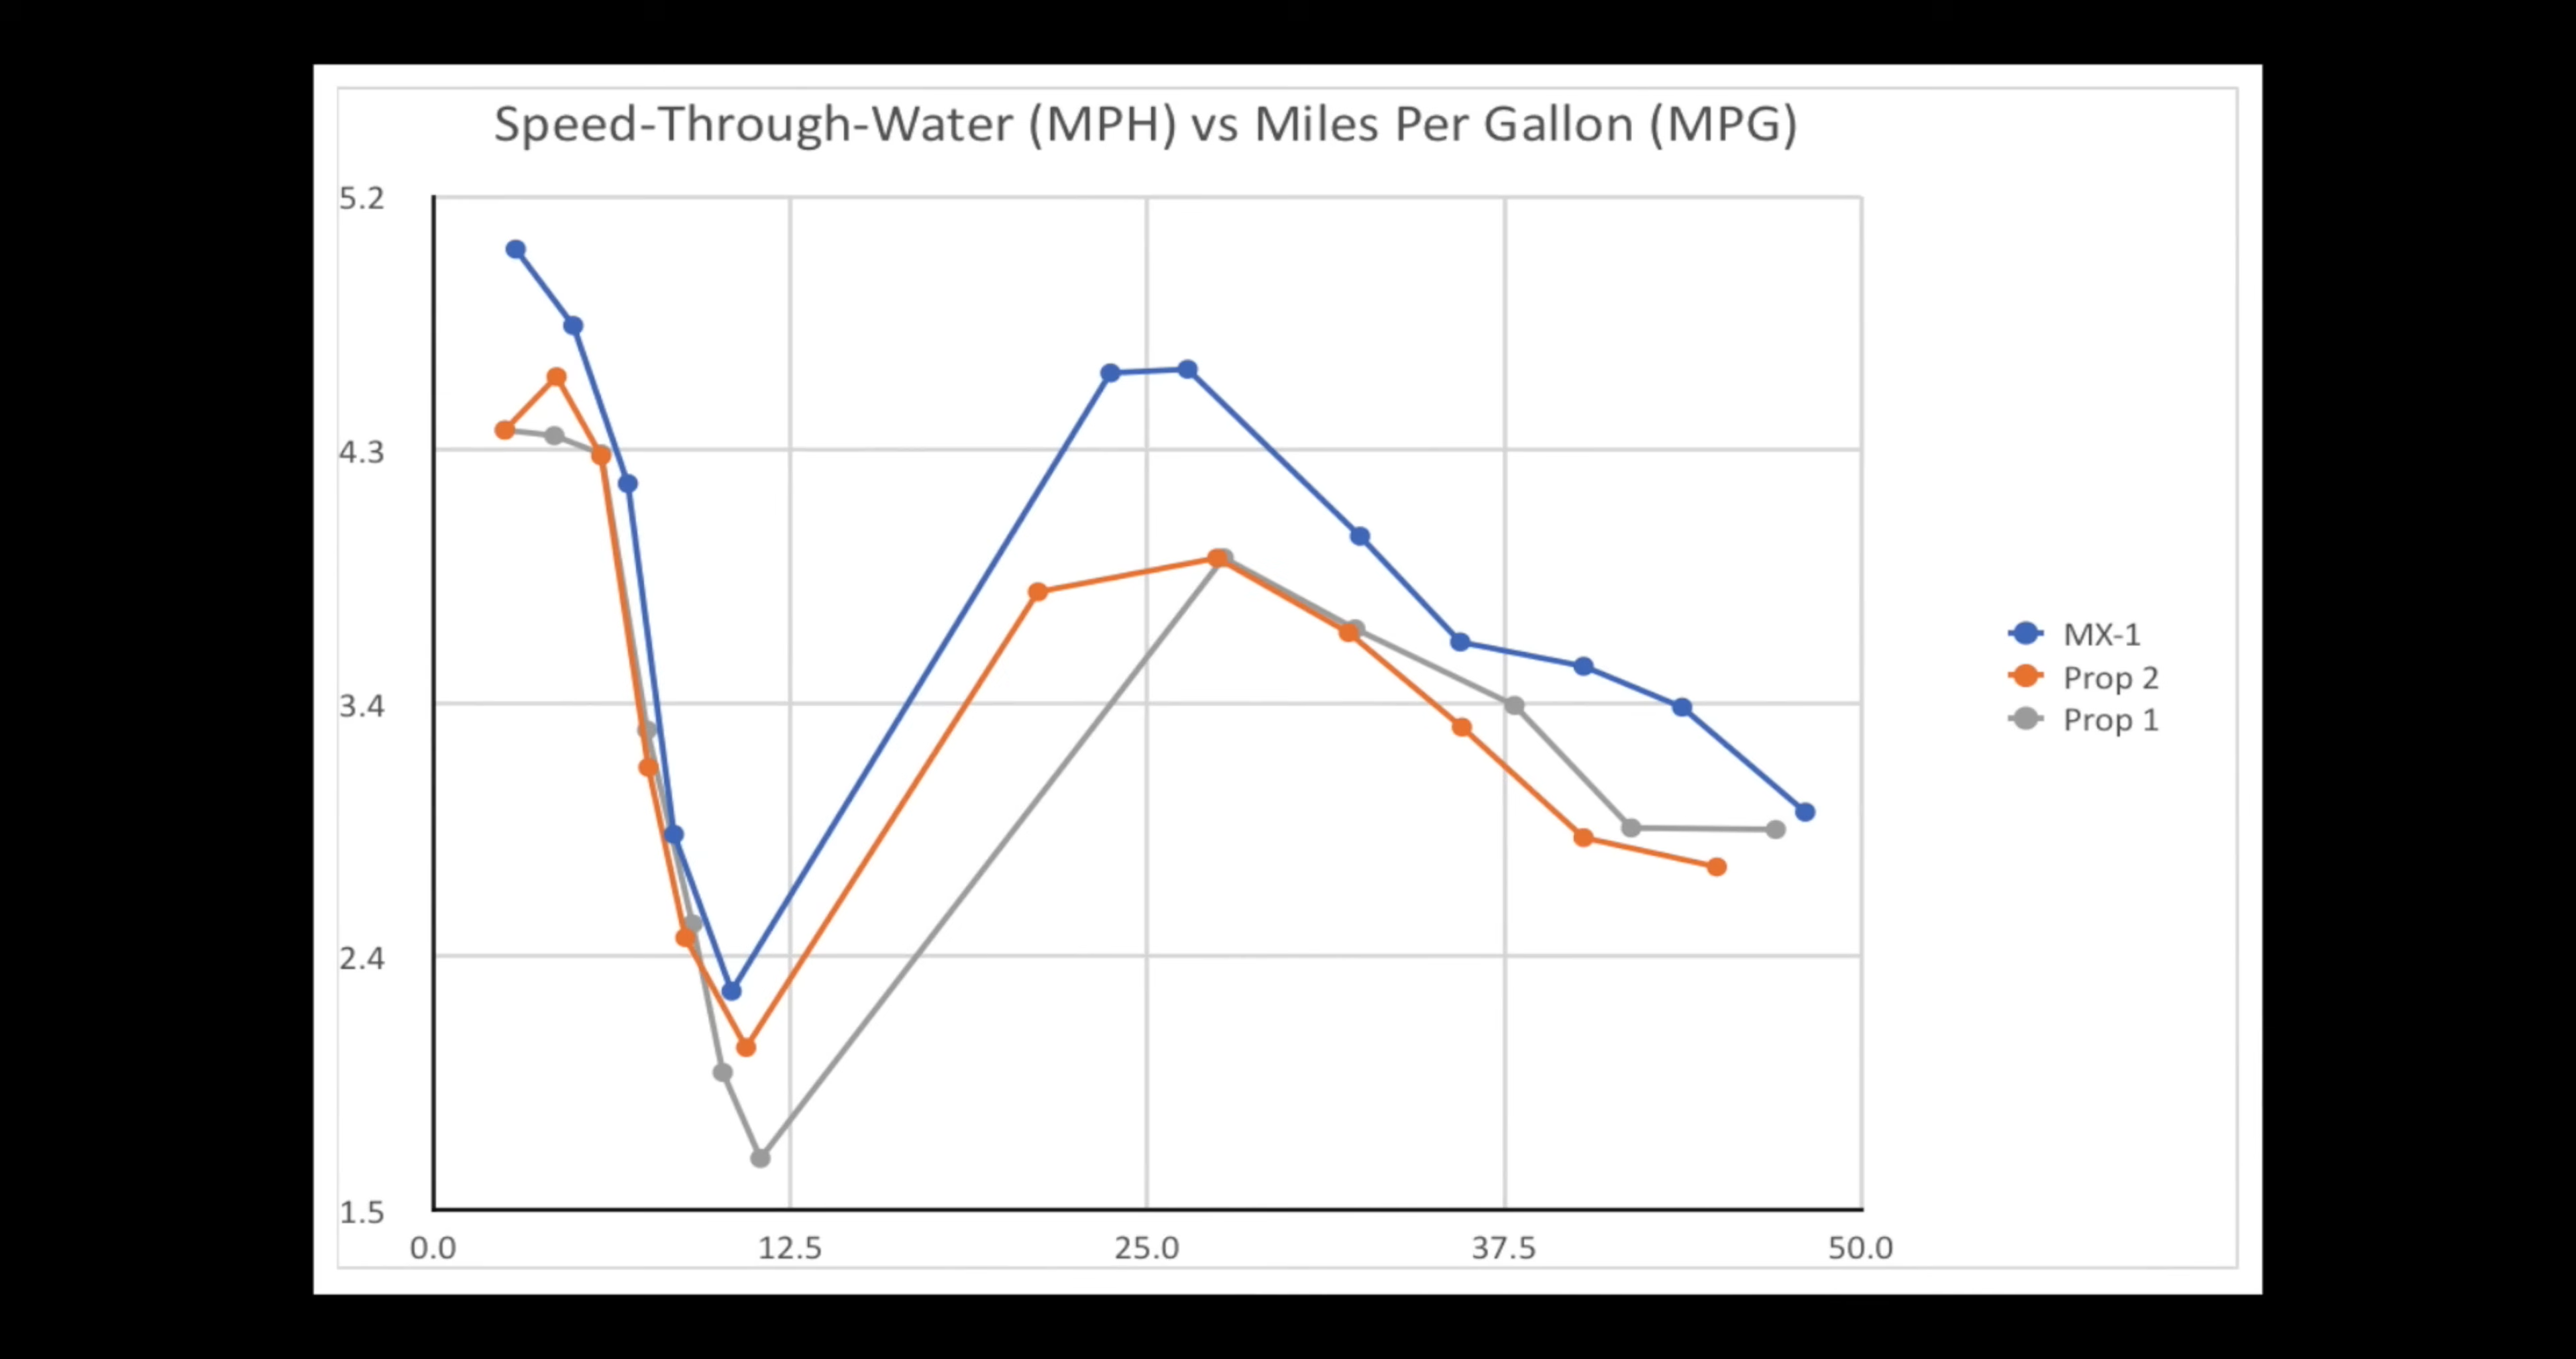 Speed-Through-Water (MPH) vs Miles Per Gallon (MPG)
5.2
4.3
3.4
2.4
1.5
0.0 12.5 25.0 37.5 50.0
MX-1
Prop 2
Prop 1